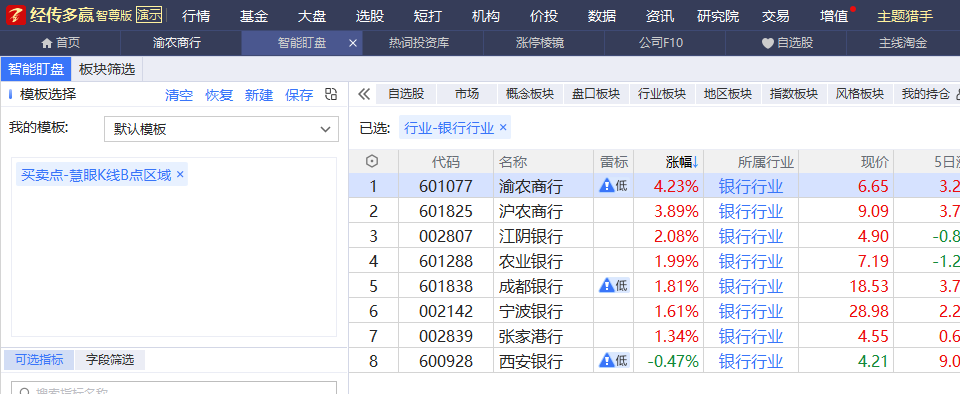 经传多赢 智尊版 演示 行情 基金 大盘 选股 短打 机构 价投 数据 资讯 研究院 交易 增值 主题猎手
首页 渝农商行 智能盯盘 × 热词投资库 涨停棱镜 公司F10 自选股 主线淘金
智能盯盘 板块筛选
模板选择 清空 恢复 新建 保存
我的模板: 默认模板
买卖点-慧眼K线B点区域 ×
可选指标 字段筛选
搜索指标名称
自选股 市场 概念板块 盘口板块 行业板块 地区板块 指数板块 风格板块 我的持仓
已选: 行业-银行行业 ×
代码 名称 雷标 涨幅↓ 所属行业 现价 5日
1 601077 渝农商行 低 4.23% 银行行业 6.65 3.2
2 601825 沪农商行 3.89% 银行行业 9.09 3.7
3 002807 江阴银行 2.08% 银行行业 4.90 -0.8
4 601288 农业银行 1.99% 银行行业 7.19 -1.2
5 601838 成都银行 低 1.81% 银行行业 18.53 3.7
6 002142 宁波银行 1.61% 银行行业 28.98 2.2
7 002839 张家港行 1.34% 银行行业 4.55 0.6
8 600928 西安银行 低 -0.47% 银行行业 4.21 9.0